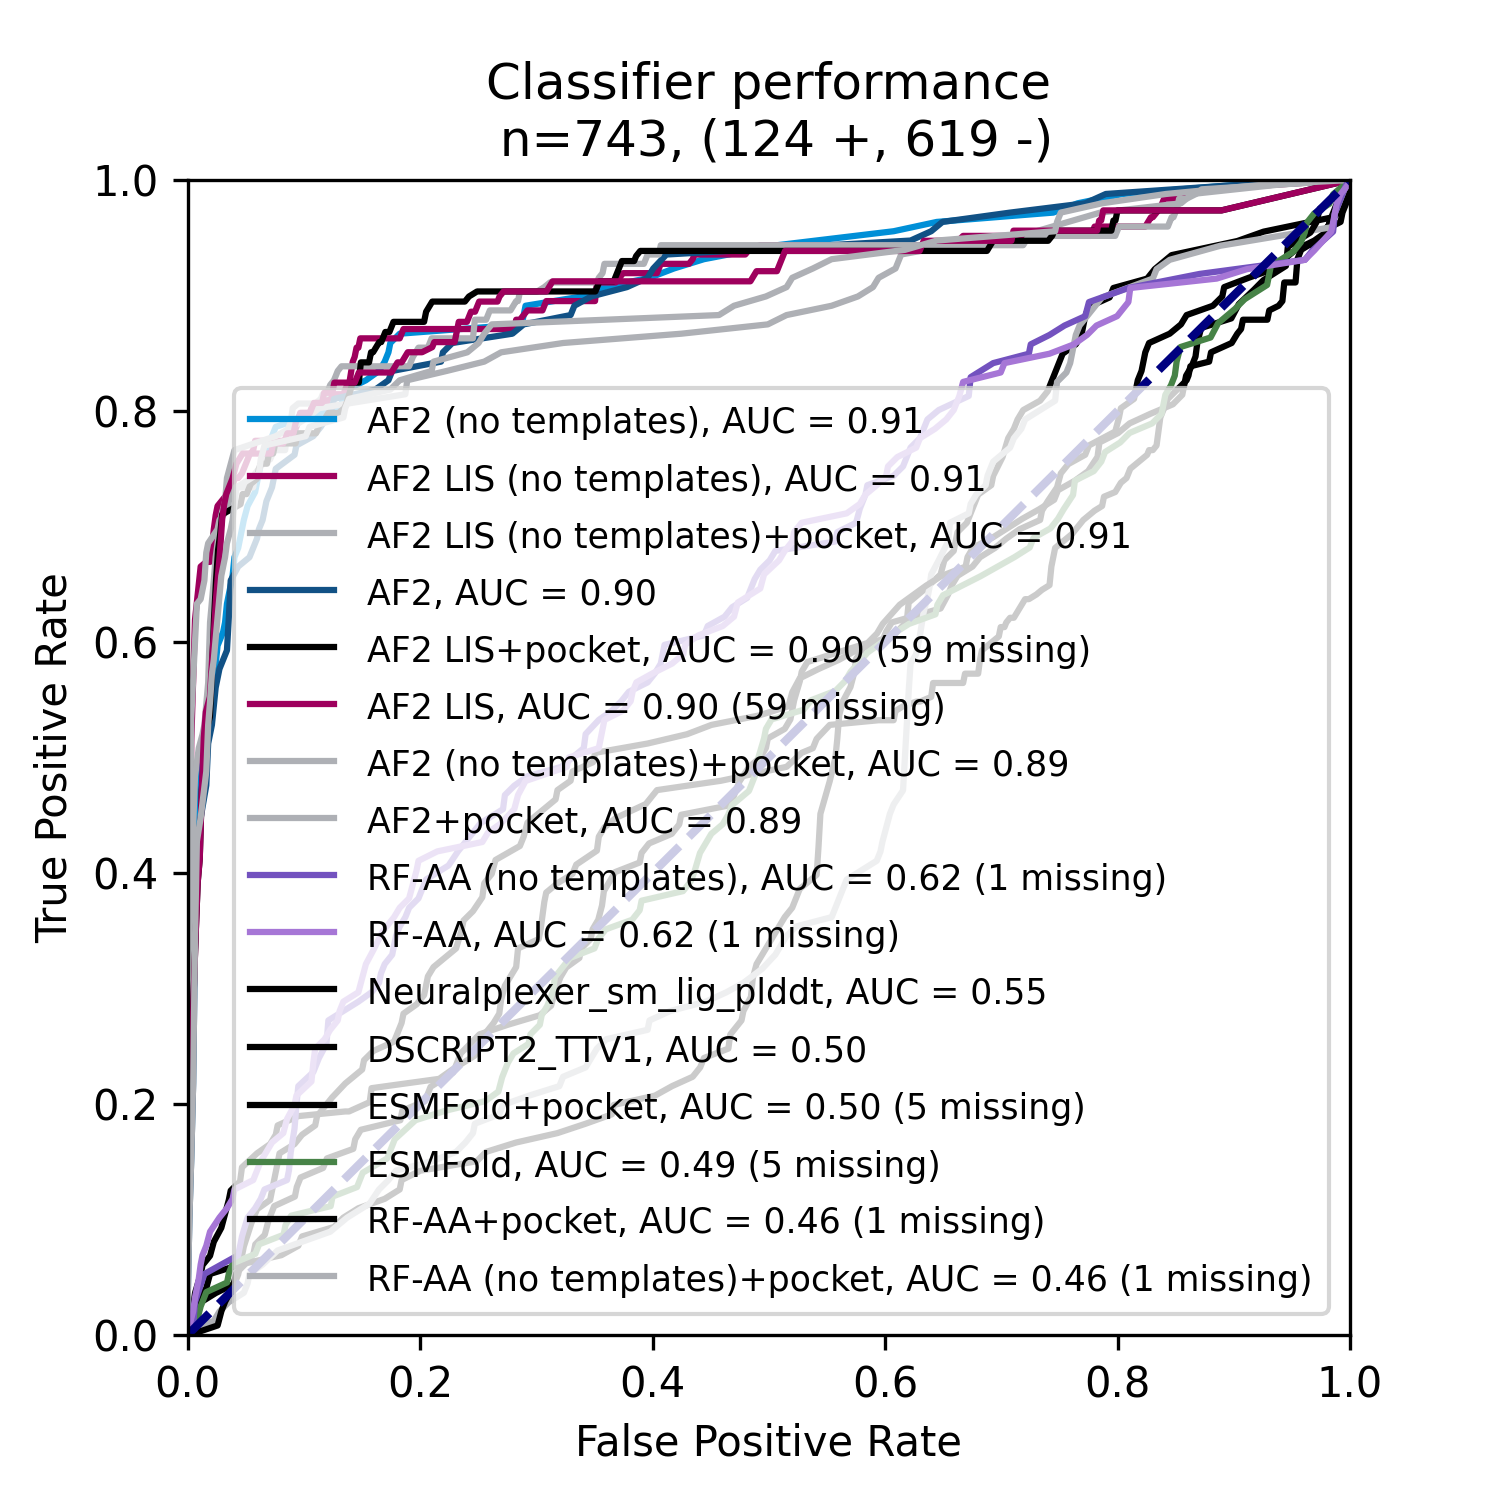 Classifier performance
n=743, (124 +, 619 -)
1.0
0.8
0.6
0.4
0.2
0.0
True Positive Rate
AF2 (no templates), AUC = 0.91
AF2 LIS (no templates), AUC = 0.91
AF2 LIS (no templates)+pocket, AUC = 0.91
AF2, AUC = 0.90
AF2 LIS+pocket, AUC = 0.90 (59 missing)
AF2 LIS, AUC = 0.90 (59 missing)
AF2 (no templates)+pocket, AUC = 0.89
AF2+pocket, AUC = 0.89
RF-AA (no templates), AUC = 0.62 (1 missing)
RF-AA, AUC = 0.62 (1 missing)
Neuralplexer_sm_lig_plddt, AUC = 0.55
DSCRIPT2_TTV1, AUC = 0.50
ESMFold+pocket, AUC = 0.50 (5 missing)
ESMFold, AUC = 0.49 (5 missing)
RF-AA+pocket, AUC = 0.46 (1 missing)
RF-AA (no templates)+pocket, AUC = 0.46 (1 missing)
0.0 0.2 0.4 0.6 0.8 1.0
False Positive Rate